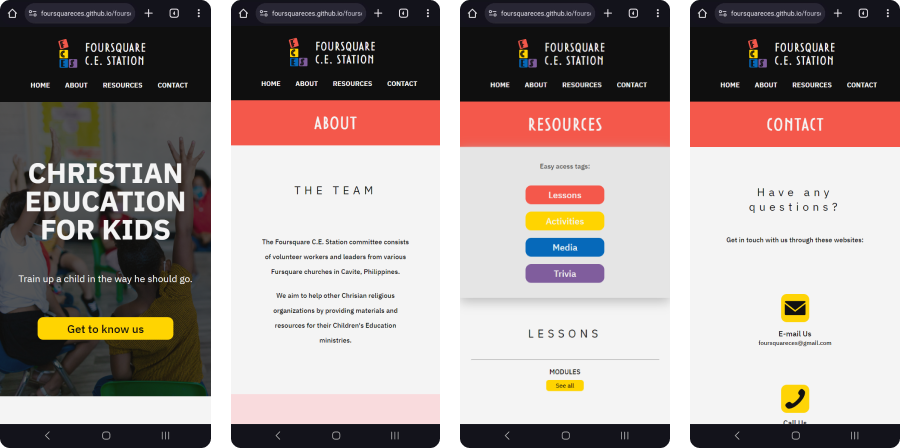 foursquareces.github.io/fours
FCES
FOURSQUARE
C.E. STATION
HOME ABOUT RESOURCES CONTACT
CHRISTIAN
EDUCATION
FOR KIDS
Train up a child in the way he should go.
Get to know us
foursquareces.github.io/fours
FCES
FOURSQUARE
C.E. STATION
HOME ABOUT RESOURCES CONTACT
ABOUT
THE TEAM
The Foursquare C.E. Station committee consists
of volunteer workers and leaders from various
Fursquare churches in Cavite, Philippines.
We aim to help other Chrisian religious
organizations by providing materials and
resources for their Children's Education
ministries.
foursquareces.github.io/fours
FCES
FOURSQUARE
C.E. STATION
HOME ABOUT RESOURCES CONTACT
RESOURCES
Easy acess tags:
Lessons
Activities
Media
Trivia
LESSONS
MODULES
See all
foursquareces.github.io/fours
FCES
FOURSQUARE
C.E. STATION
HOME ABOUT RESOURCES CONTACT
CONTACT
Have any
questions?
Get in touch with us through these websites:
E-mail Us
foursquareces@gmail.com
Call Us